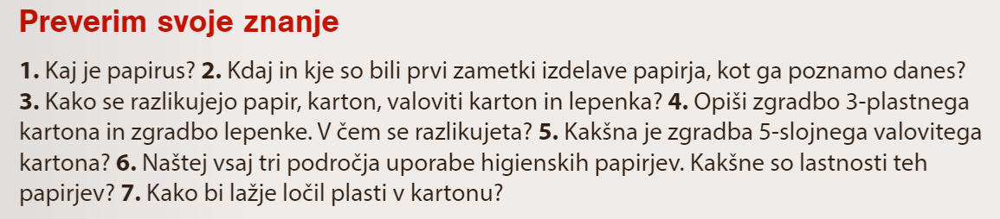 Preverim svoje znanje
1. Kaj je papirus? 2. Kdaj in kje so bili prvi zametki izdelave papirja, kot ga poznamo danes?
3. Kako se razlikujejo papir, karton, valoviti karton in lepenka? 4. Opiši zgradbo 3-plastnega
kartona in zgradbo lepenke. V čem se razlikujeta? 5. Kakšna je zgradba 5-slojnega valovitega
kartona? 6. Naštej vsaj tri področja uporabe higienskih papirjev. Kakšne so lastnosti teh
papirjev? 7. Kako bi lažje ločil plasti v kartonu?